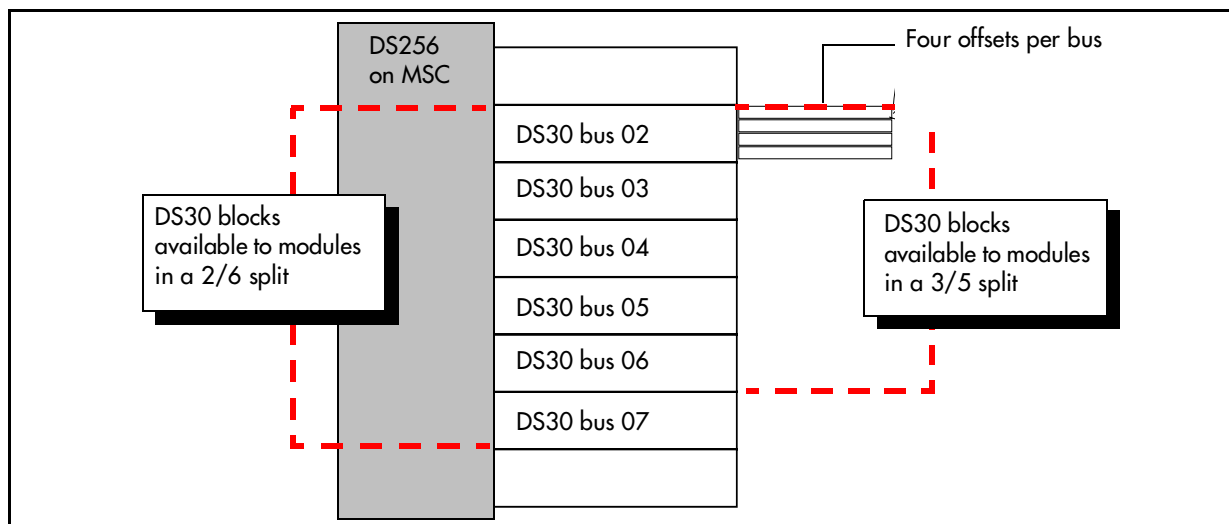 DS256
on MSC
Four offsets per bus
DS30 bus 02
DS30 bus 03
DS30 bus 04
DS30 bus 05
DS30 bus 06
DS30 bus 07
DS30 blocks
available to modules
in a 2/6 split
DS30 blocks
available to modules
in a 3/5 split